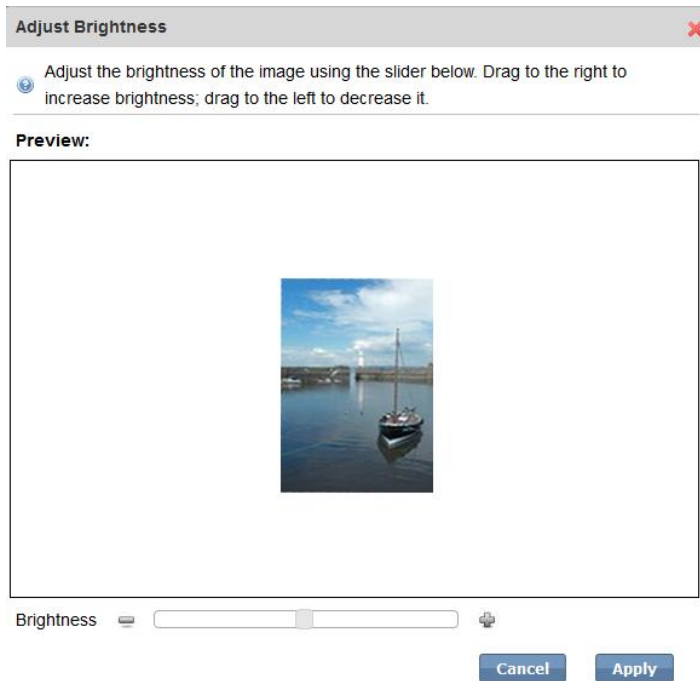 Adjust Brightness
Adjust the brightness of the image using the slider below. Drag to the right to
increase brightness; drag to the left to decrease it.
Preview:
Brightness
Cancel
Apply